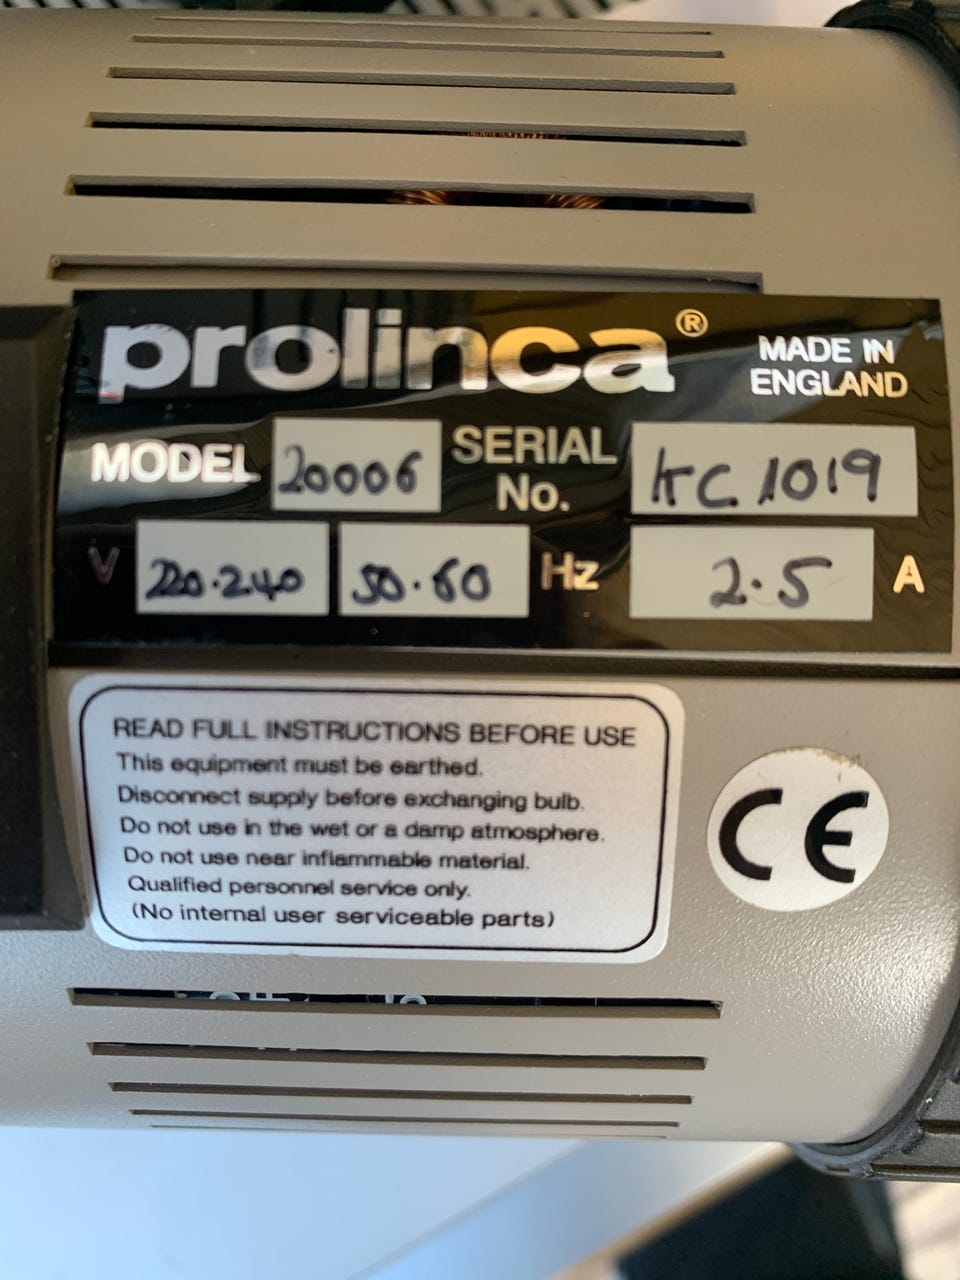 prolinca®
MADE IN
ENGLAND
MODEL 20006
SERIAL
No.
KC 1019
V 220.240 50.60 Hz 2.5 A
READ FULL INSTRUCTIONS BEFORE USE
This equipment must be earthed.
Disconnect supply before exchanging bulb.
Do not use in the wet or a damp atmosphere.
Do not use near inflammable material.
Qualified personnel service only.
(No internal user serviceable parts)
CE